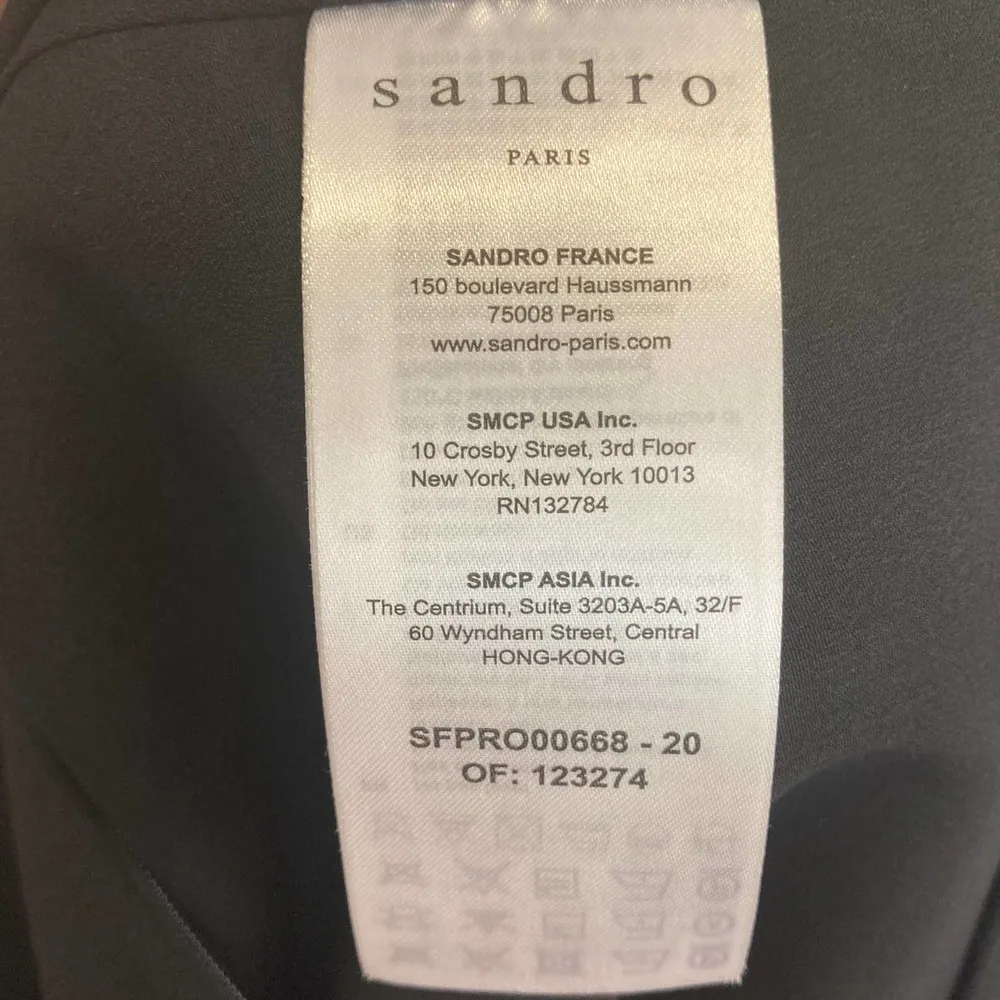 sandro
PARIS
SANDRO FRANCE
150 boulevard Haussmann
75008 Paris
www.sandro-paris.com
SMCP USA Inc.
10 Crosby Street, 3rd Floor
New York, New York 10013
RN132784
SMCP ASIA Inc.
The Centrium, Suite 3203A-5A, 32/F
60 Wyndham Street, Central
HONG-KONG
SFPRO00668 - 20
OF: 123274